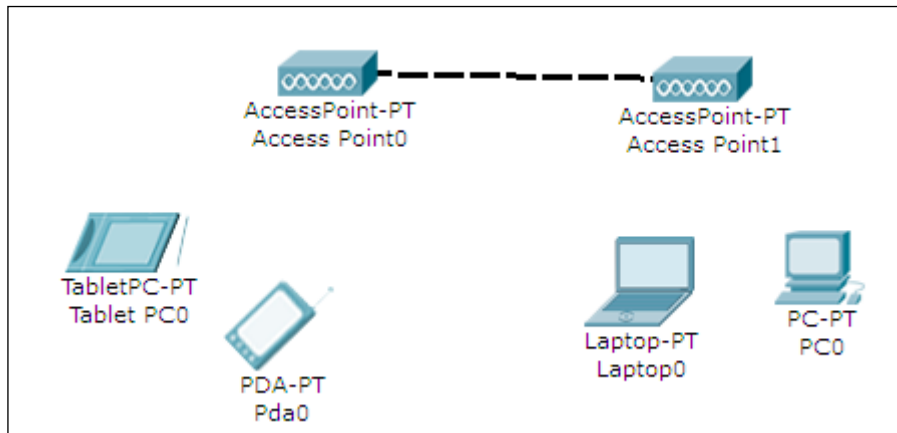 AccessPoint-PT
Access Point0
AccessPoint-PT
Access Point1
TabletPC-PT
Tablet PC0
PDA-PT
Pda0
Laptop-PT
Laptop0
PC-PT
PC0